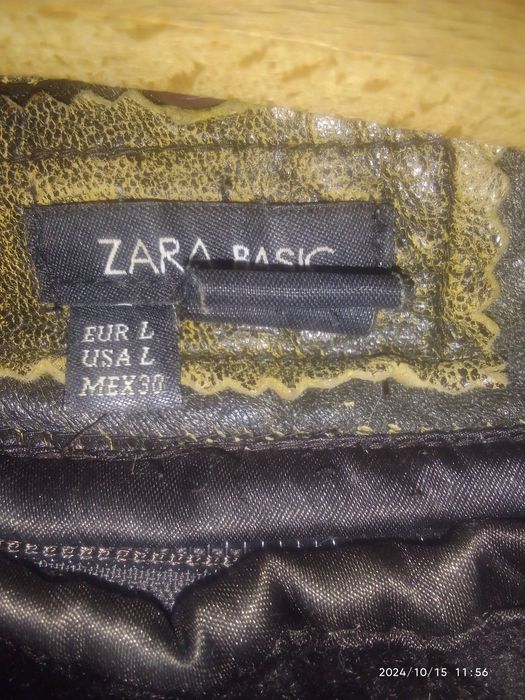 ZARA BASIC
EUR L
USA L
MEX 30
2024/10/15 11:56